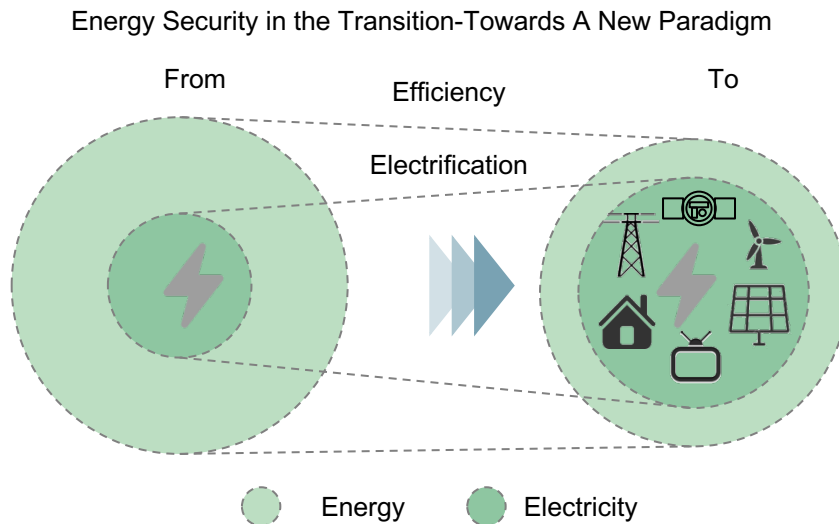 Energy Security in the Transition-Towards A New Paradigm
From
Efficiency
To
Electrification
Energy
Electricity